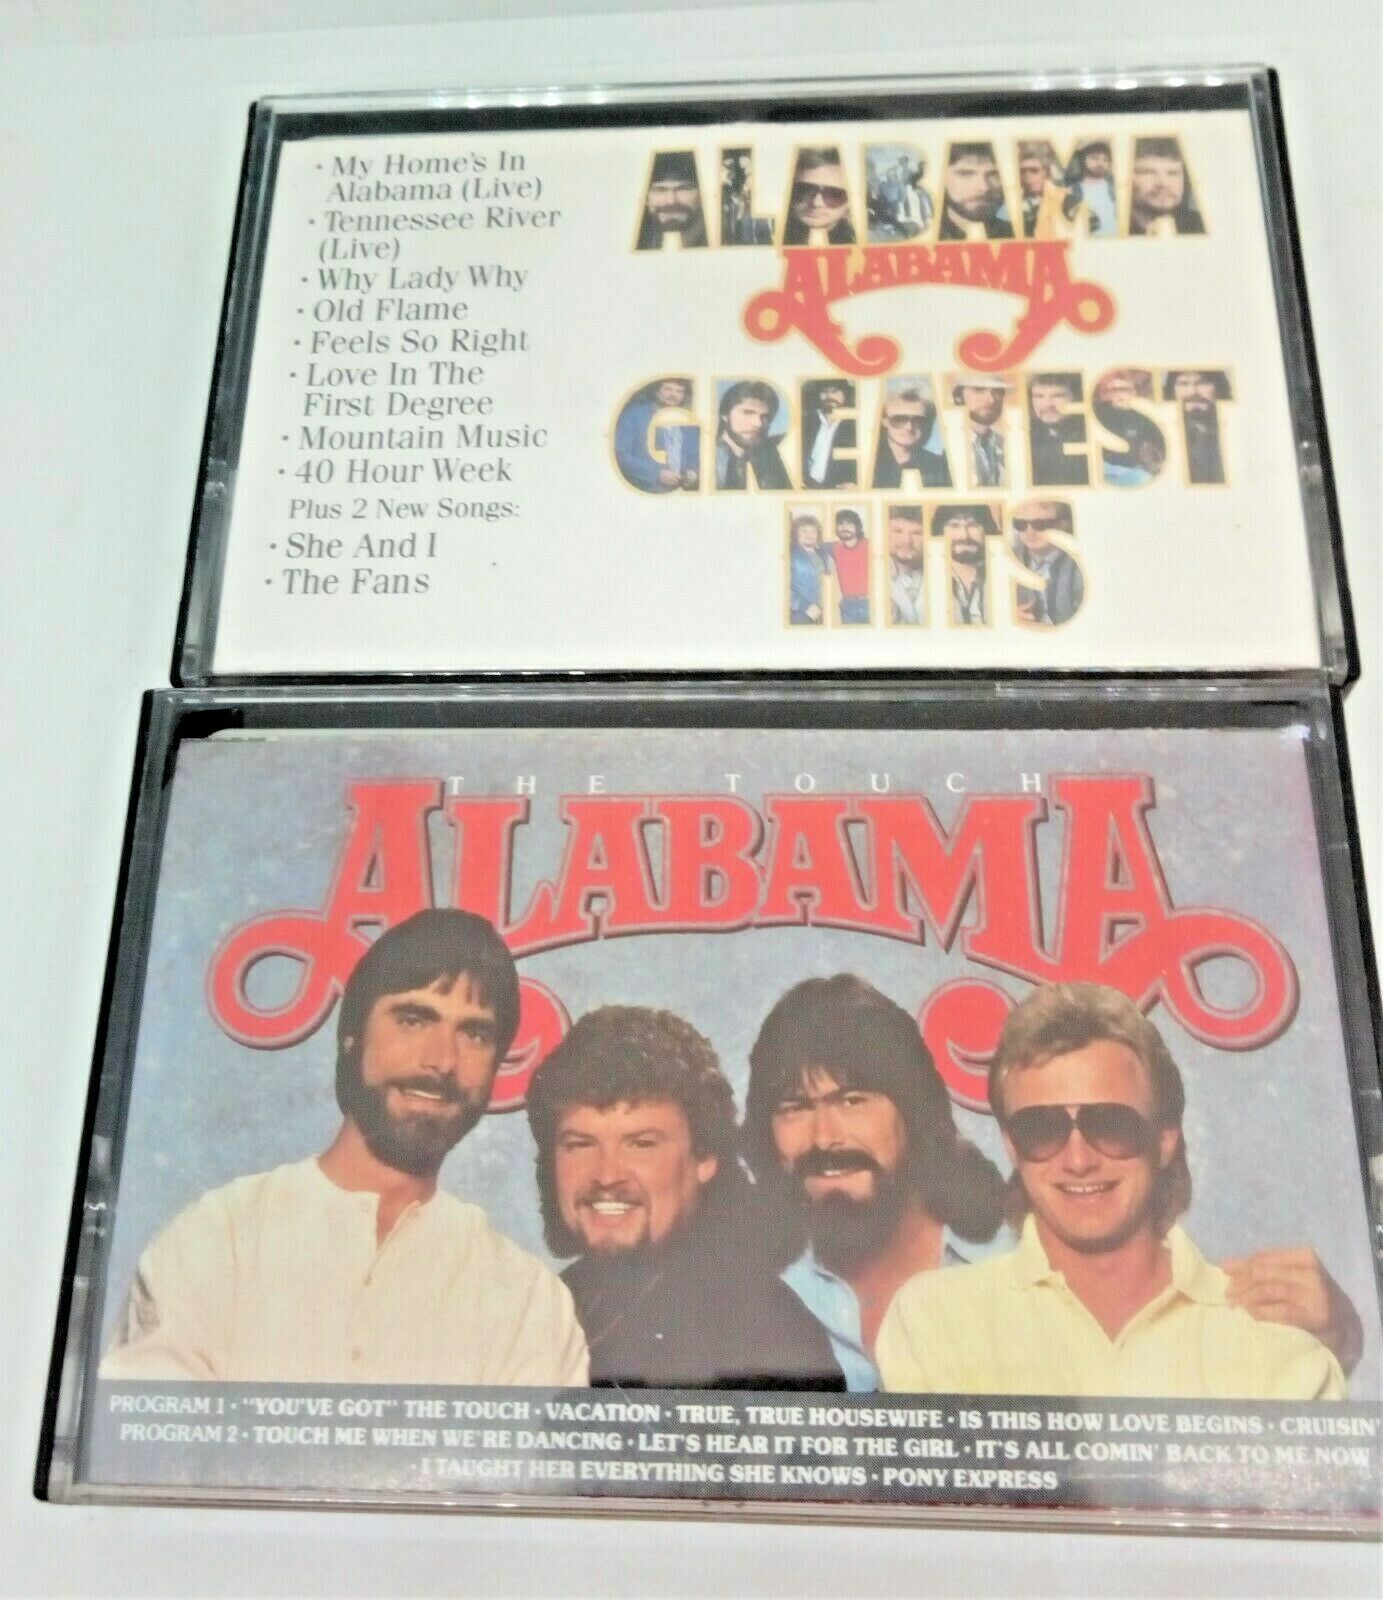 · My Home's In
Alabama (Live)
· Tennessee River
(Live)
· Why Lady Why
· Old Flame
· Feels So Right
· Love In The
First Degree
· Mountain Music
· 40 Hour Week
Plus 2 New Songs:
· She And I
· The Fans
ALABAMA
ALABAMA
GREATEST
HITS
THE TOUCH
ALABAMA
PROGRAM 1 · "YOU'VE GOT" THE TOUCH · VACATION · TRUE, TRUE HOUSEWIFE · IS THIS HOW LOVE BEGINS · CRUISIN'
PROGRAM 2 · TOUCH ME WHEN WE'RE DANCING · LET'S HEAR IT FOR THE GIRL · IT'S ALL COMIN' BACK TO ME NOW
· I TAUGHT HER EVERYTHING SHE KNOWS · PONY EXPRESS